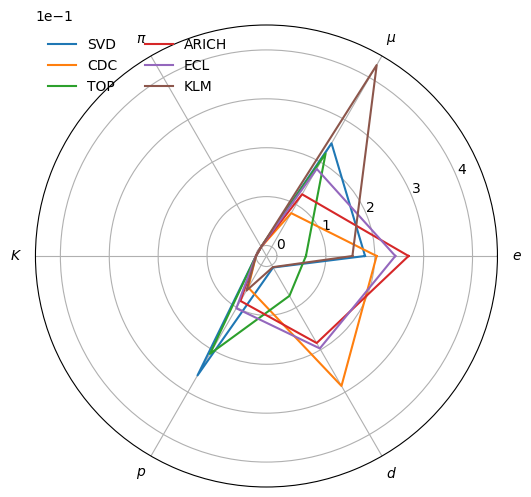 1e−1
SVD ARICH
CDC ECL
TOP KLM
π μ
4
3
2
1
0
K e
p d